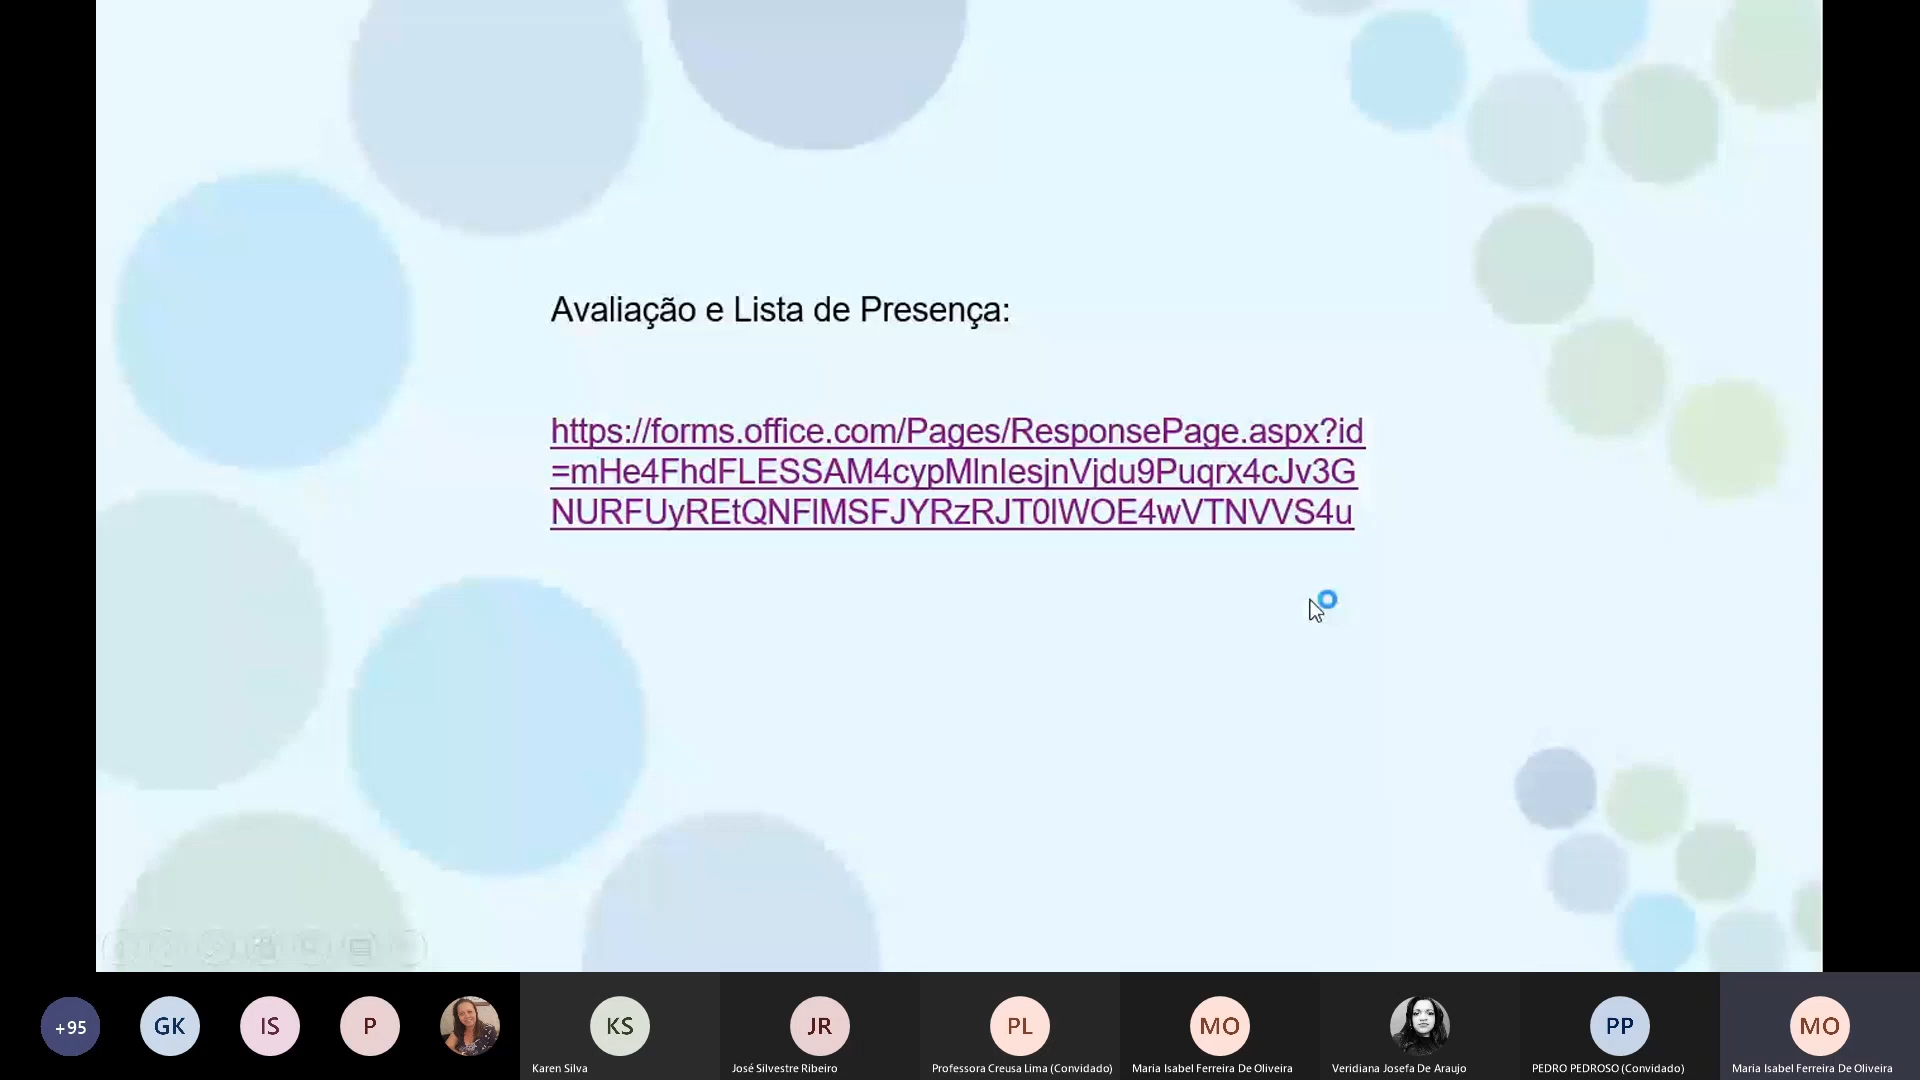 Avaliação e Lista de Presença:
https://forms.office.com/Pages/ResponsePage.aspx?id
=mHe4FhdFLESSAM4cypMlnIesjnVjdu9Puqrx4cJv3G
NURFUyREtQNFlMSFJYRzRJT0lWOE4wVTNVVS4u
+95
GK
IS
P
KS
JR
PL
MO
PP
MO
Karen Silva
José Silvestre Ribeiro
Professora Creusa Lima (Convidado)
Maria Isabel Ferreira De Oliveira
Veridiana Josefa De Araujo
PEDRO PEDROSO (Convidado)
Maria Isabel Ferreira De Oliveira